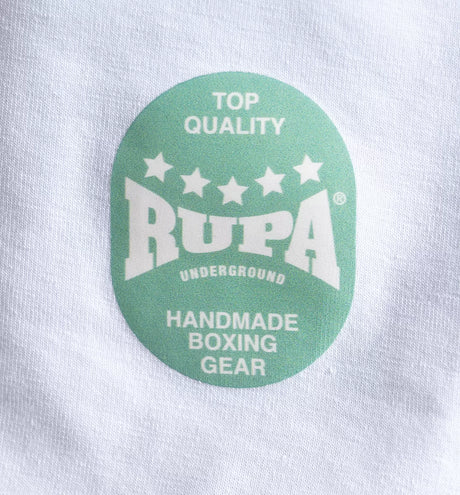 TOP
QUALITY
RUPA®
UNDERGROUND
HANDMADE
BOXING
GEAR